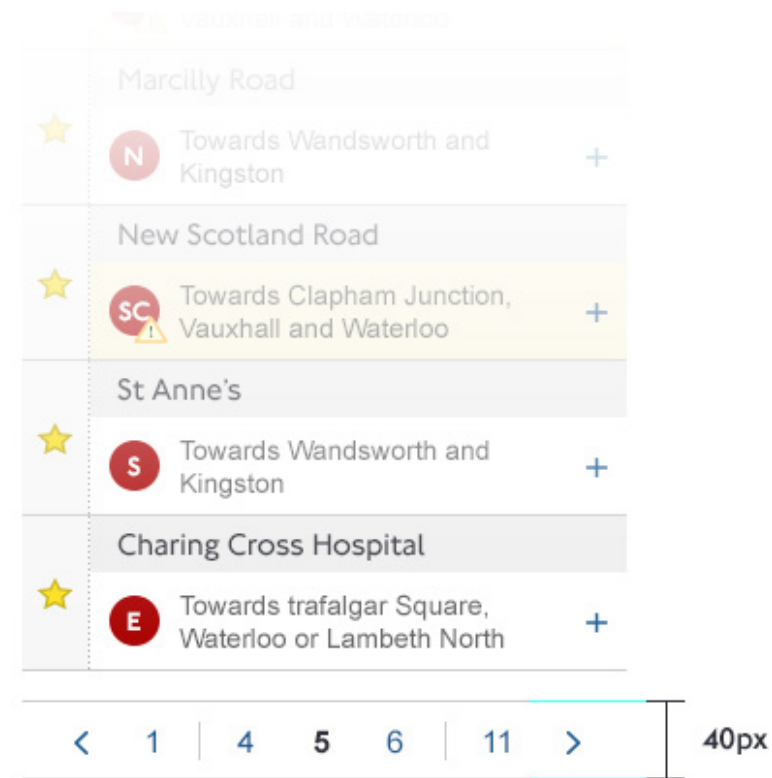 Vauxhall and Waterloo
Marcilly Road
N
Towards Wandsworth and
Kingston
+
New Scotland Road
SC
!
Towards Clapham Junction,
Vauxhall and Waterloo
+
St Anne's
S
Towards Wandsworth and
Kingston
+
Charing Cross Hospital
E
Towards trafalgar Square,
Waterloo or Lambeth North
+
< 1 4 5 6 11 > 40px